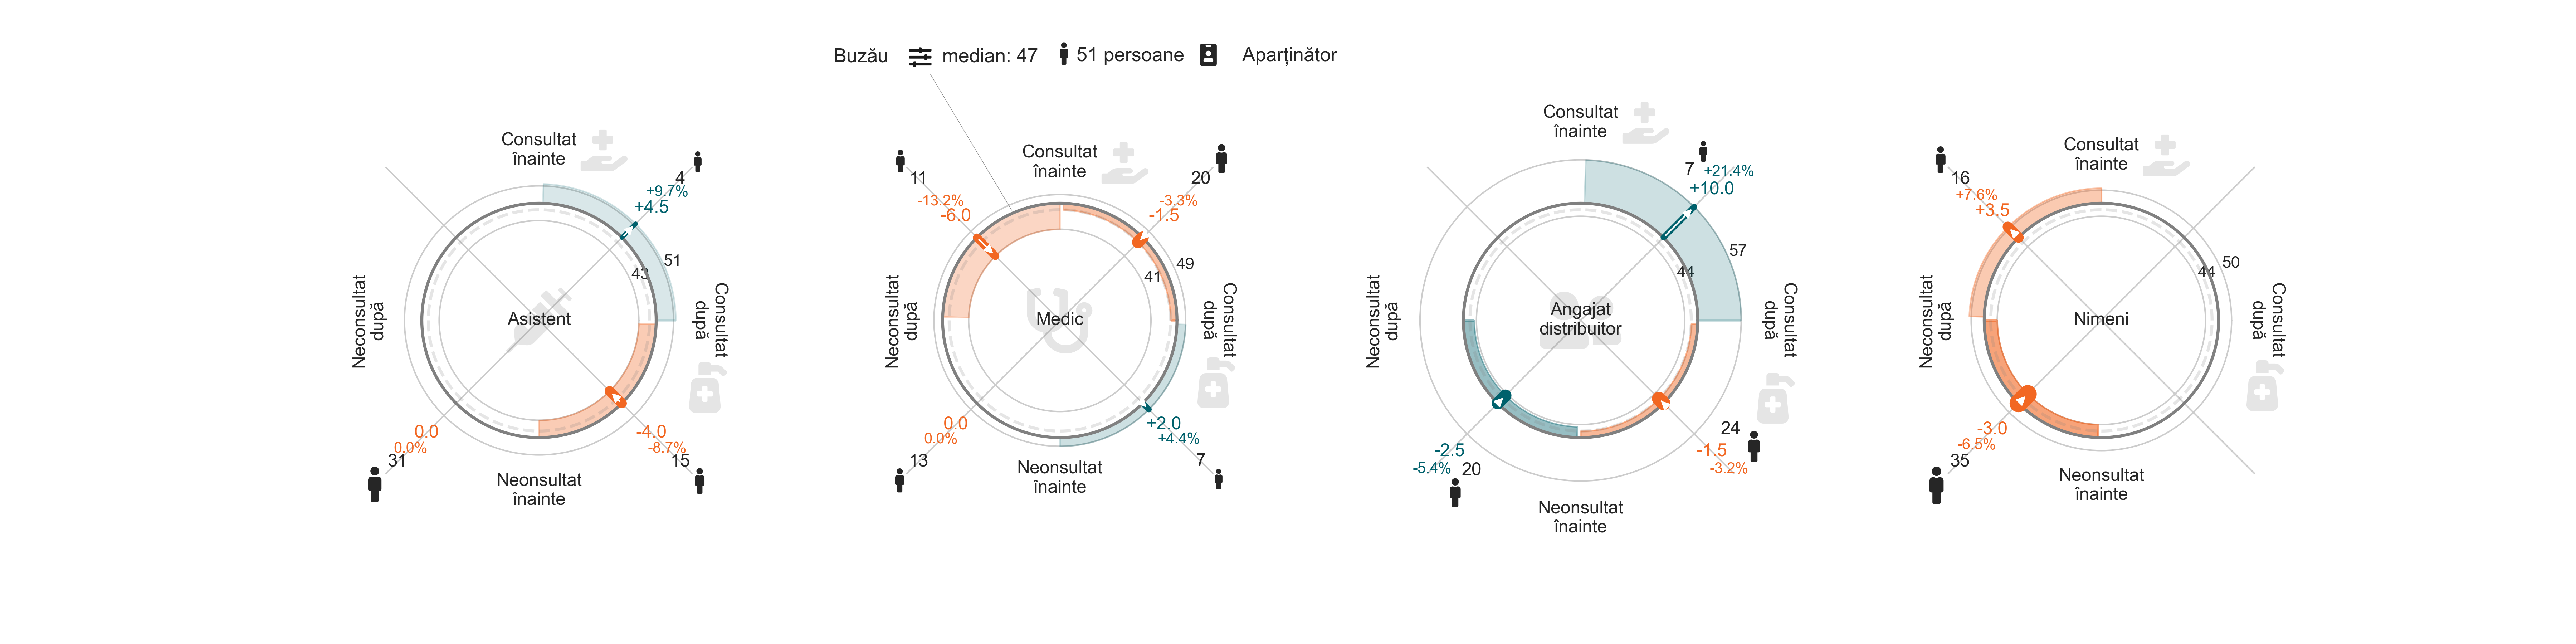 Buzău median: 47 51 persoane Aparținător
Consultat
înainte
4
+9.7%
+4.5
51
43
Neconsultat
după
Asistent
Consultat
după
0.0
0.0%
31
-4.0
-8.7%
15
Neonsultat
înainte
Consultat
înainte
11
-13.2%
-6.0
20
-3.3%
-1.5
49
41
Neconsultat
după
Medic
Consultat
după
0.0
0.0%
13
+2.0
+4.4%
7
Neonsultat
înainte
Consultat
înainte
7
+21.4%
+10.0
57
44
Neconsultat
după
Angajat
distribuitor
Consultat
după
-2.5
-5.4%
20
24
-1.5
-3.2%
Neonsultat
înainte
Consultat
înainte
16
+7.6%
+3.5
50
44
Neconsultat
după
Nimeni
Consultat
după
-3.0
-6.5%
35
Neonsultat
înainte